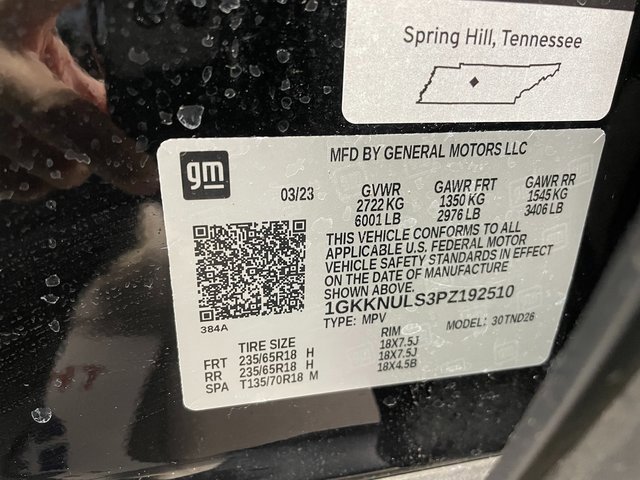 Spring Hill, Tennessee
gm
MFD BY GENERAL MOTORS LLC
03/23
GVWR
2722 KG
6001 LB
GAWR FRT
1350 KG
2976 LB
GAWR RR
1545 KG
3406 LB
THIS VEHICLE CONFORMS TO ALL
APPLICABLE U.S. FEDERAL MOTOR
VEHICLE SAFETY STANDARDS IN EFFECT
ON THE DATE OF MANUFACTURE
SHOWN ABOVE.
1GKKNULS3PZ192510
TYPE: MPV MODEL: 30TND26
384A
TIRE SIZE RIM
FRT 235/65R18 H 18X7.5J
RR 235/65R18 H 18X7.5J
SPA T135/70R18 M 18X4.5B